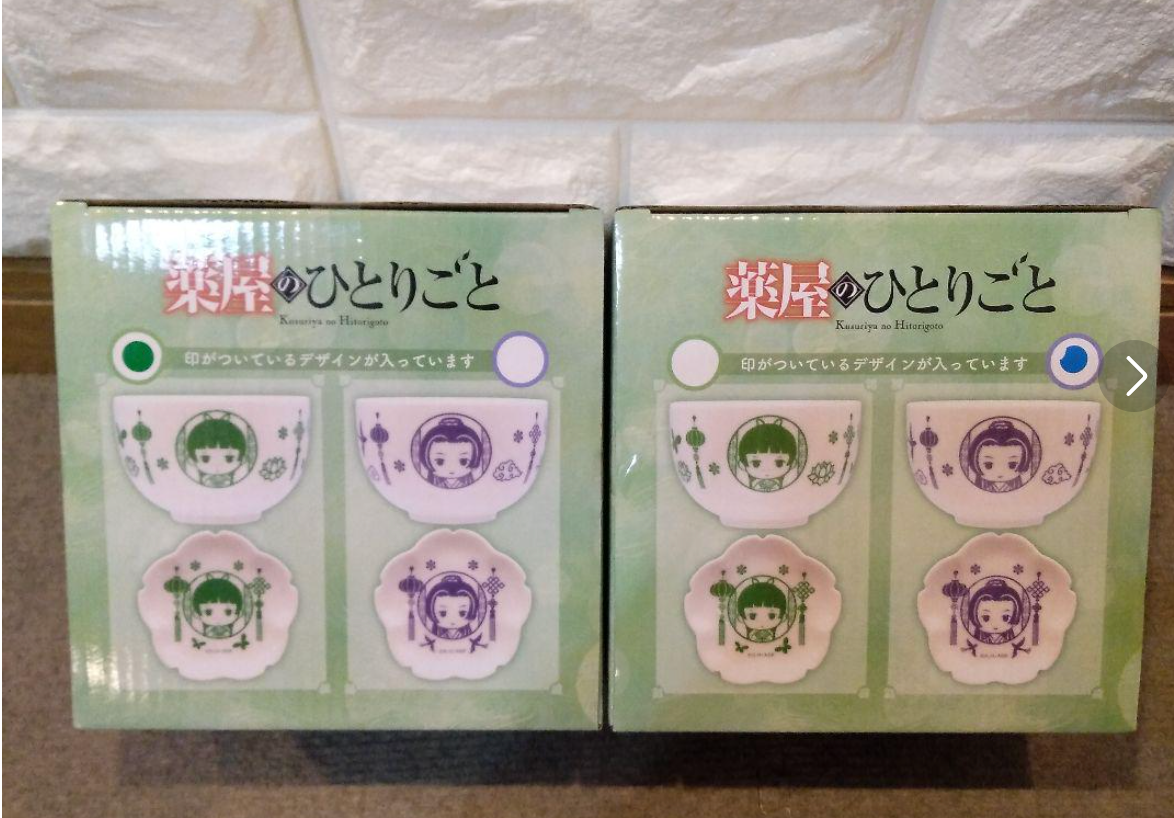 薬屋のひとりごと
Kusuriya no Hitorigoto
印がついているデザインが入っています
薬屋のひとりごと
Kusuriya no Hitorigoto
印がついているデザインが入っています